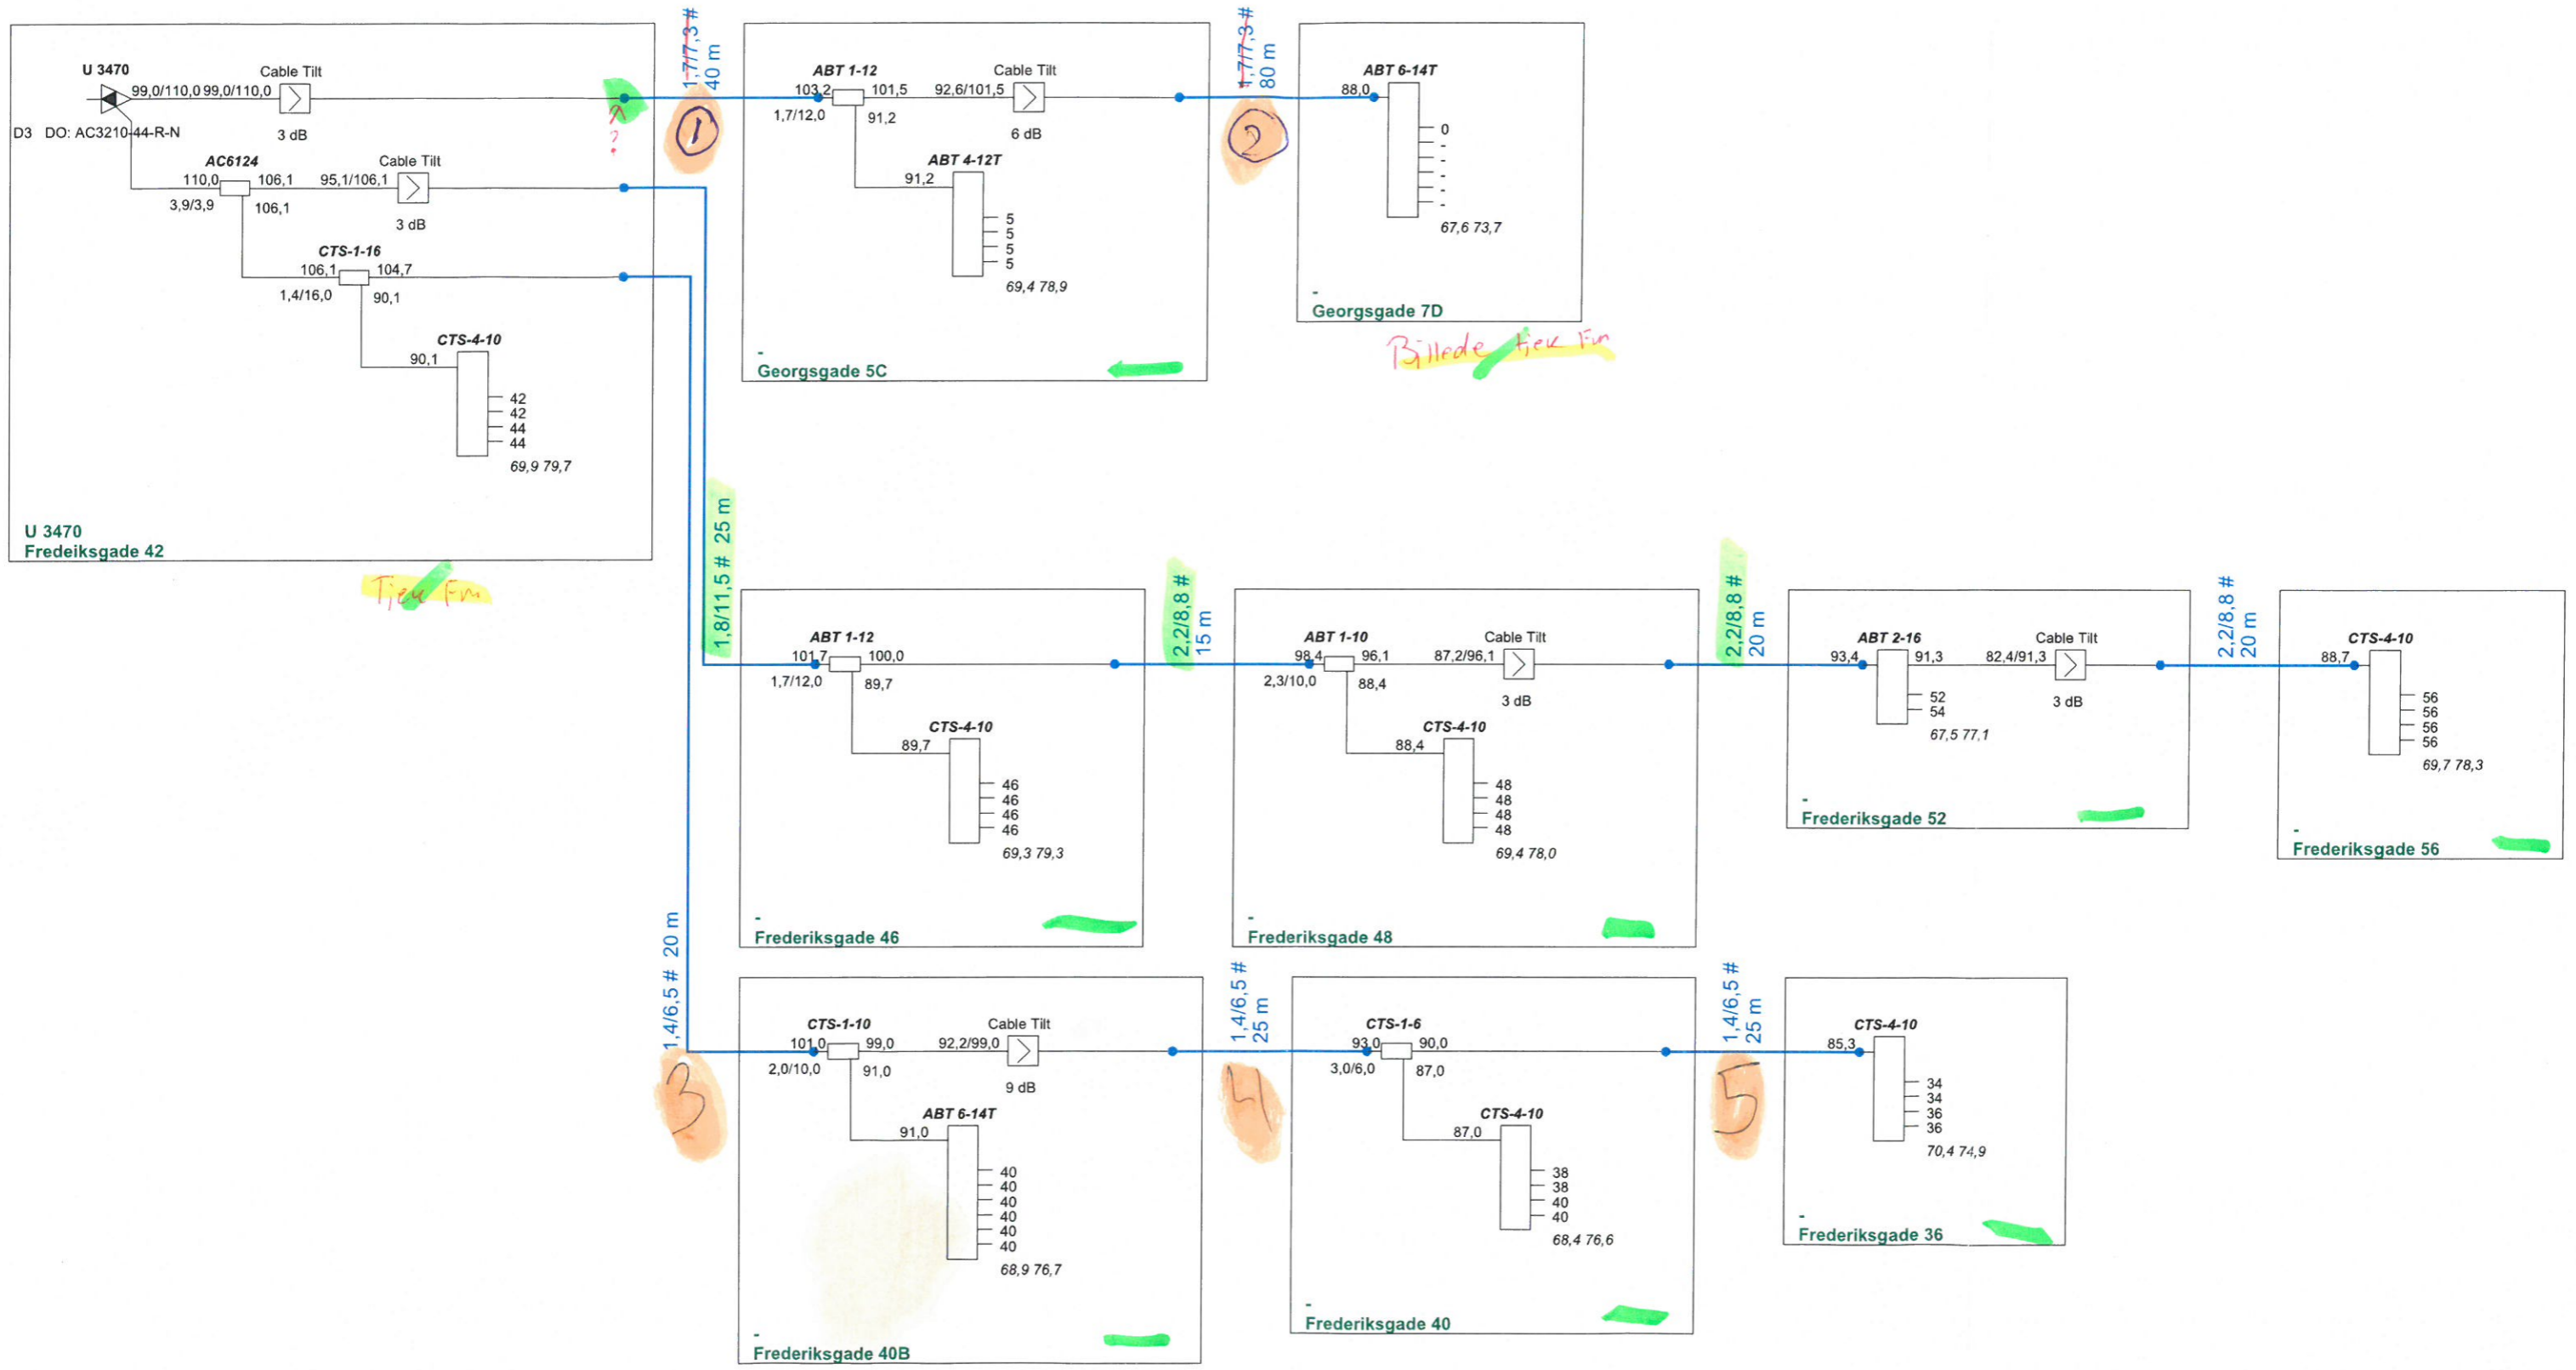 U 3470
Cable Tilt
99,0/110,0 99,0/110,0
D3 DO: AC3210-44-R-N
3 dB
AC6124
Cable Tilt
110,0
106,1
95,1/106,1
3,9/3,9
106,1
3 dB
CTS-1-16
106,1
104,7
1,4/16,0
90,1
CTS-4-10
90,1
42
42
44
44
69,9 79,7
U 3470
Fredeiksgade 42
Tjek Fm
?
1,7/7,3 #
40 m
1
ABT 1-12
Cable Tilt
103,2
101,5
92,6/101,5
1,7/12,0
91,2
6 dB
ABT 4-12T
91,2
5
5
5
5
69,4 78,9
-
Georgsgade 5C
1,7/7,3 #
80 m
2
ABT 6-14T
88,0
0
-
-
-
-
-
67,6 73,7
-
Georgsgade 7D
Billede tjek Fm
1,8/11,5 # 25 m
ABT 1-12
101,7
100,0
1,7/12,0
89,7
CTS-4-10
89,7
46
46
46
46
69,3 79,3
-
Frederiksgade 46
2,2/8,8 #
15 m
ABT 1-10
Cable Tilt
98,4
96,1
87,2/96,1
2,3/10,0
88,4
3 dB
CTS-4-10
88,4
48
48
48
48
69,4 78,0
-
Frederiksgade 48
2,2/8,8 #
20 m
ABT 2-16
Cable Tilt
93,4
91,3
82,4/91,3
52
54
3 dB
67,5 77,1
-
Frederiksgade 52
2,2/8,8 #
20 m
CTS-4-10
88,7
56
56
56
56
69,7 78,3
-
Frederiksgade 56
1,4/6,5 # 20 m
3
CTS-1-10
Cable Tilt
101,0
99,0
92,2/99,0
2,0/10,0
91,0
9 dB
ABT 6-14T
91,0
40
40
40
40
40
40
68,9 76,7
-
Frederiksgade 40B
1,4/6,5 #
25 m
4
CTS-1-6
93,0
90,0
3,0/6,0
87,0
CTS-4-10
87,0
38
38
40
40
68,4 76,6
-
Frederiksgade 40
1,4/6,5 #
25 m
5
CTS-4-10
85,3
34
34
36
36
70,4 74,9
-
Frederiksgade 36